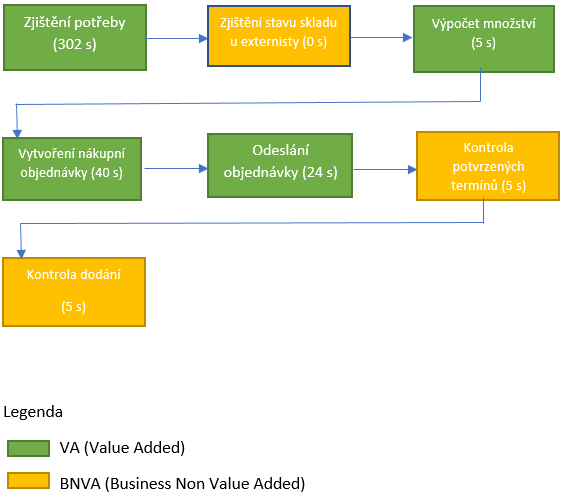 Zjištění potřeby
(302 s)
Zjištění stavu skladu
u externisty (0 s)
Výpočet množství
(5 s)
Vytvoření nákupní
objednávky (40 s)
Odeslání
objednávky (24 s)
Kontrola
potvrzených
termínů (5 s)
Kontrola dodání
(5 s)
Legenda
VA (Value Added)
BNVA (Business Non Value Added)